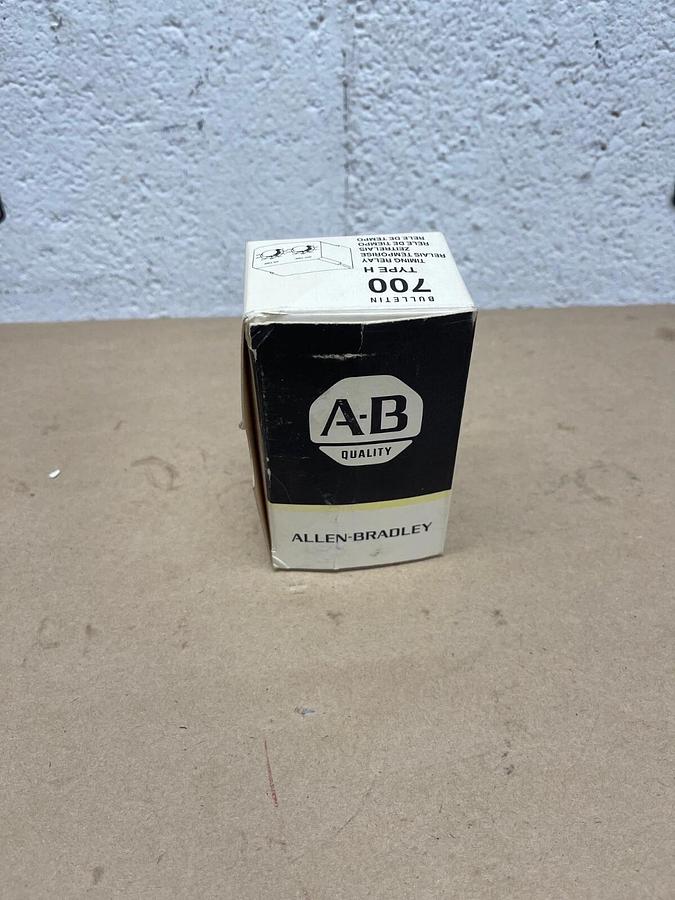 BULLETIN
700
TYPE H
TIMING RELAY
RELAIS TEMPORISE
ZEITRELAIS
RELE DE TIEMPO
RELE DE TEMPO
A-B
QUALITY
ALLEN-BRADLEY